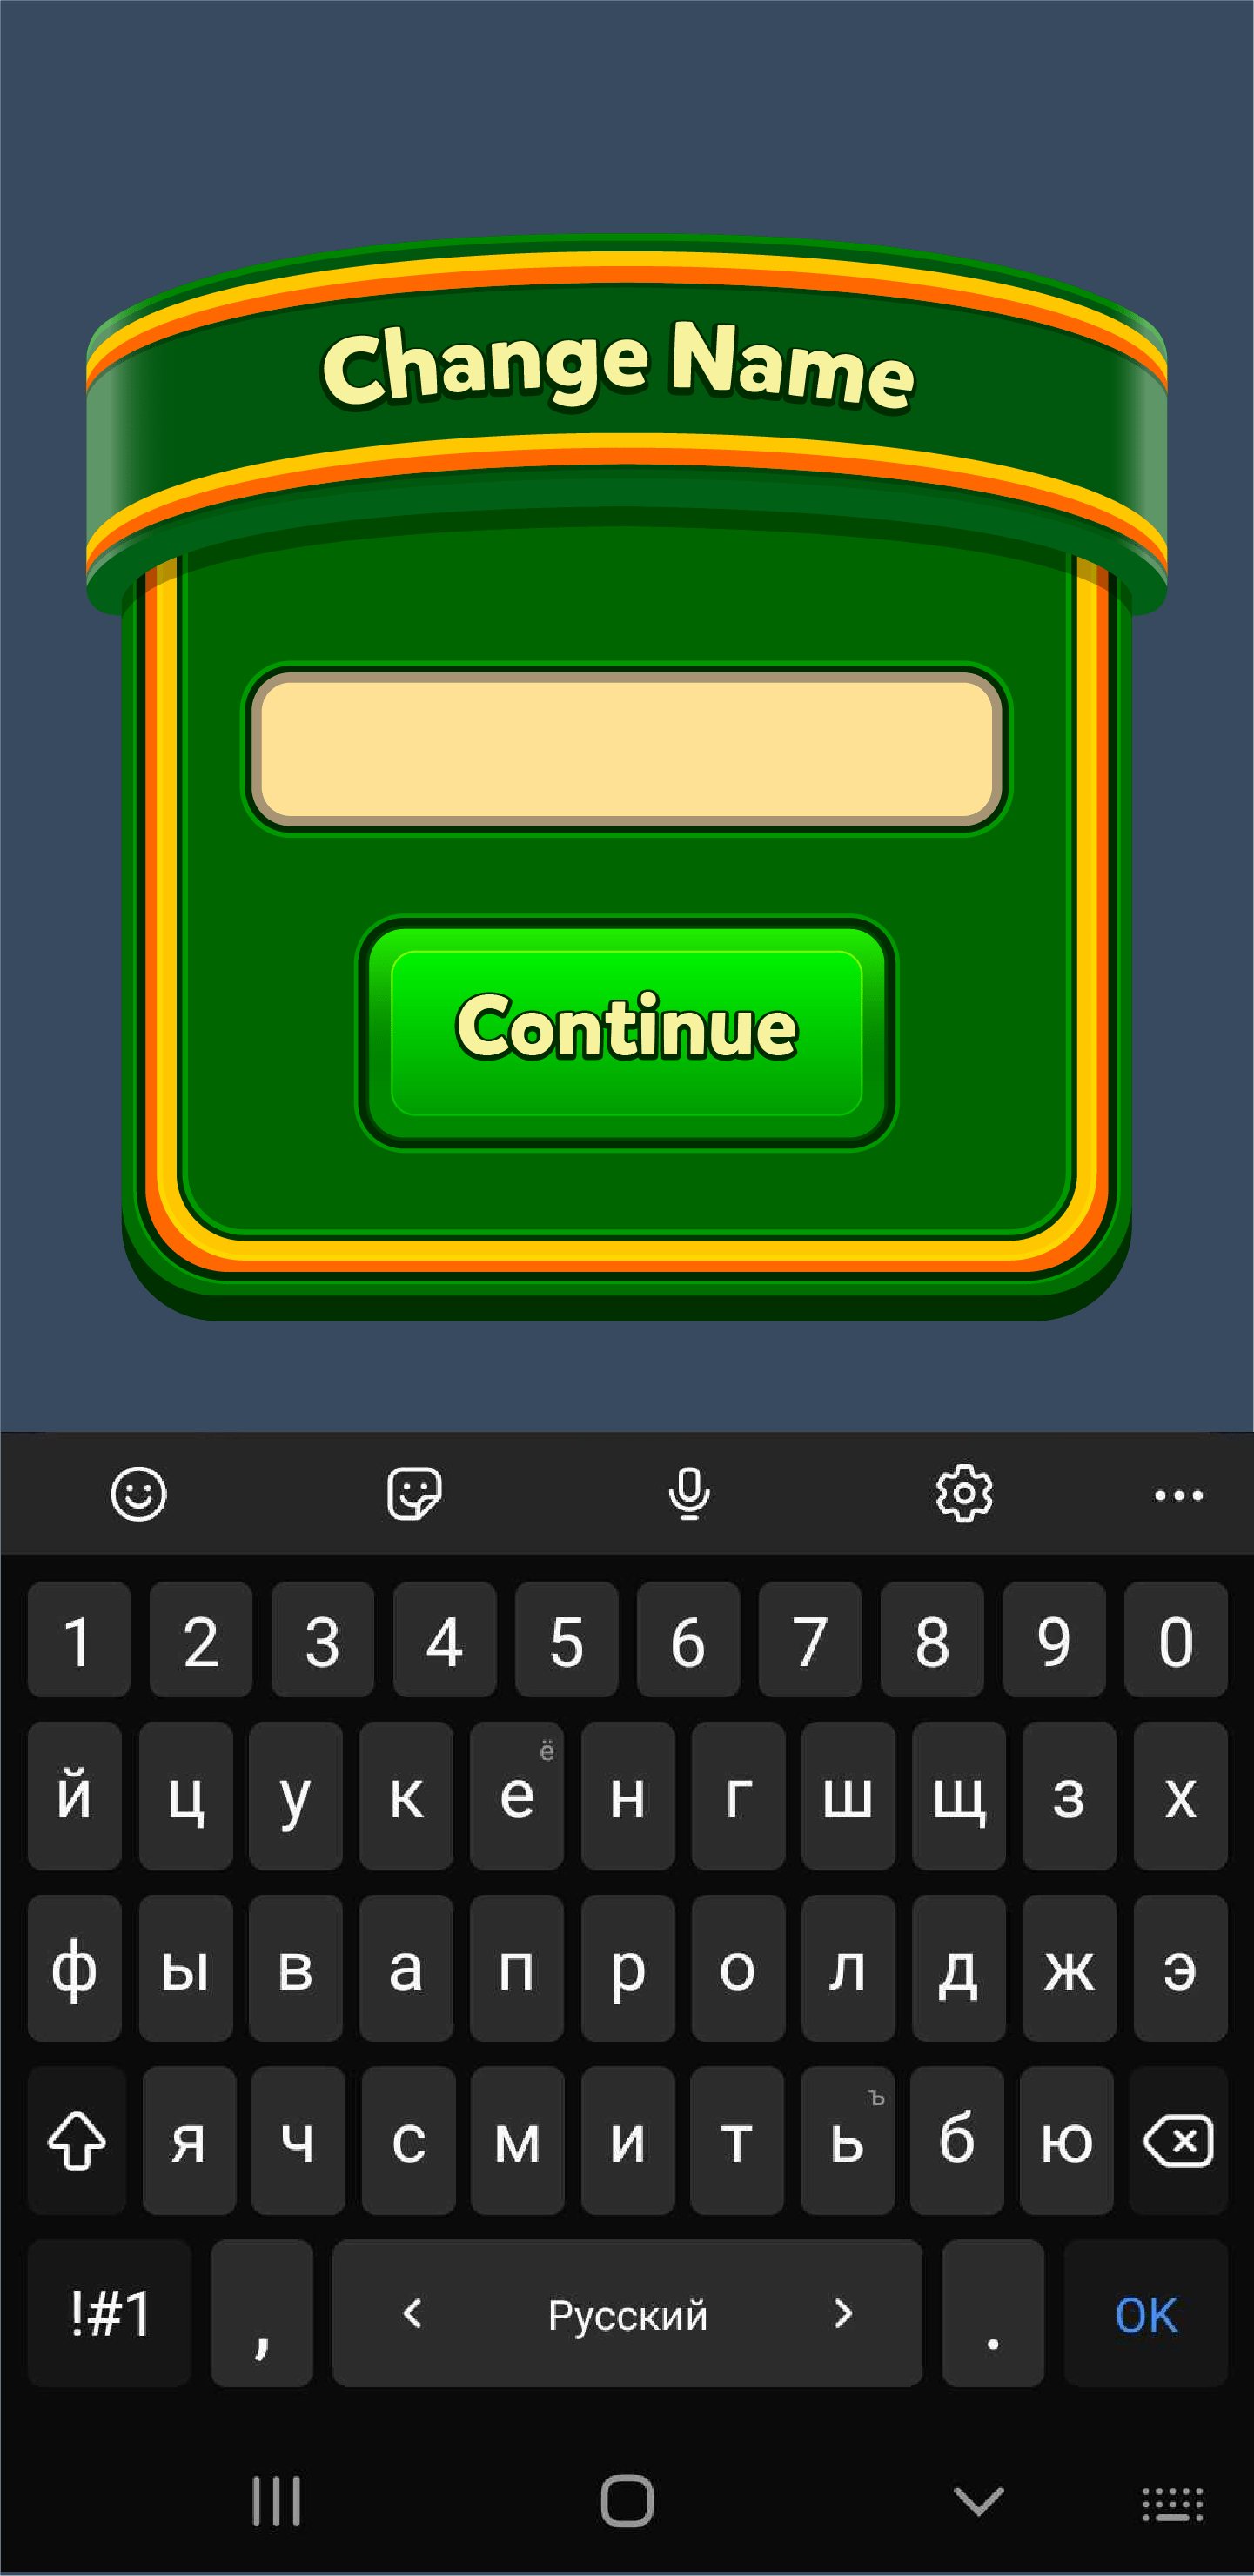 Change Name
Continue
1 2 3 4 5 6 7 8 9 0
ё
й ц у к е н г ш щ з х
ф ы в а п р о л д ж э
ъ
я ч с м и т ь б ю
!#1 , < Русский > . OK